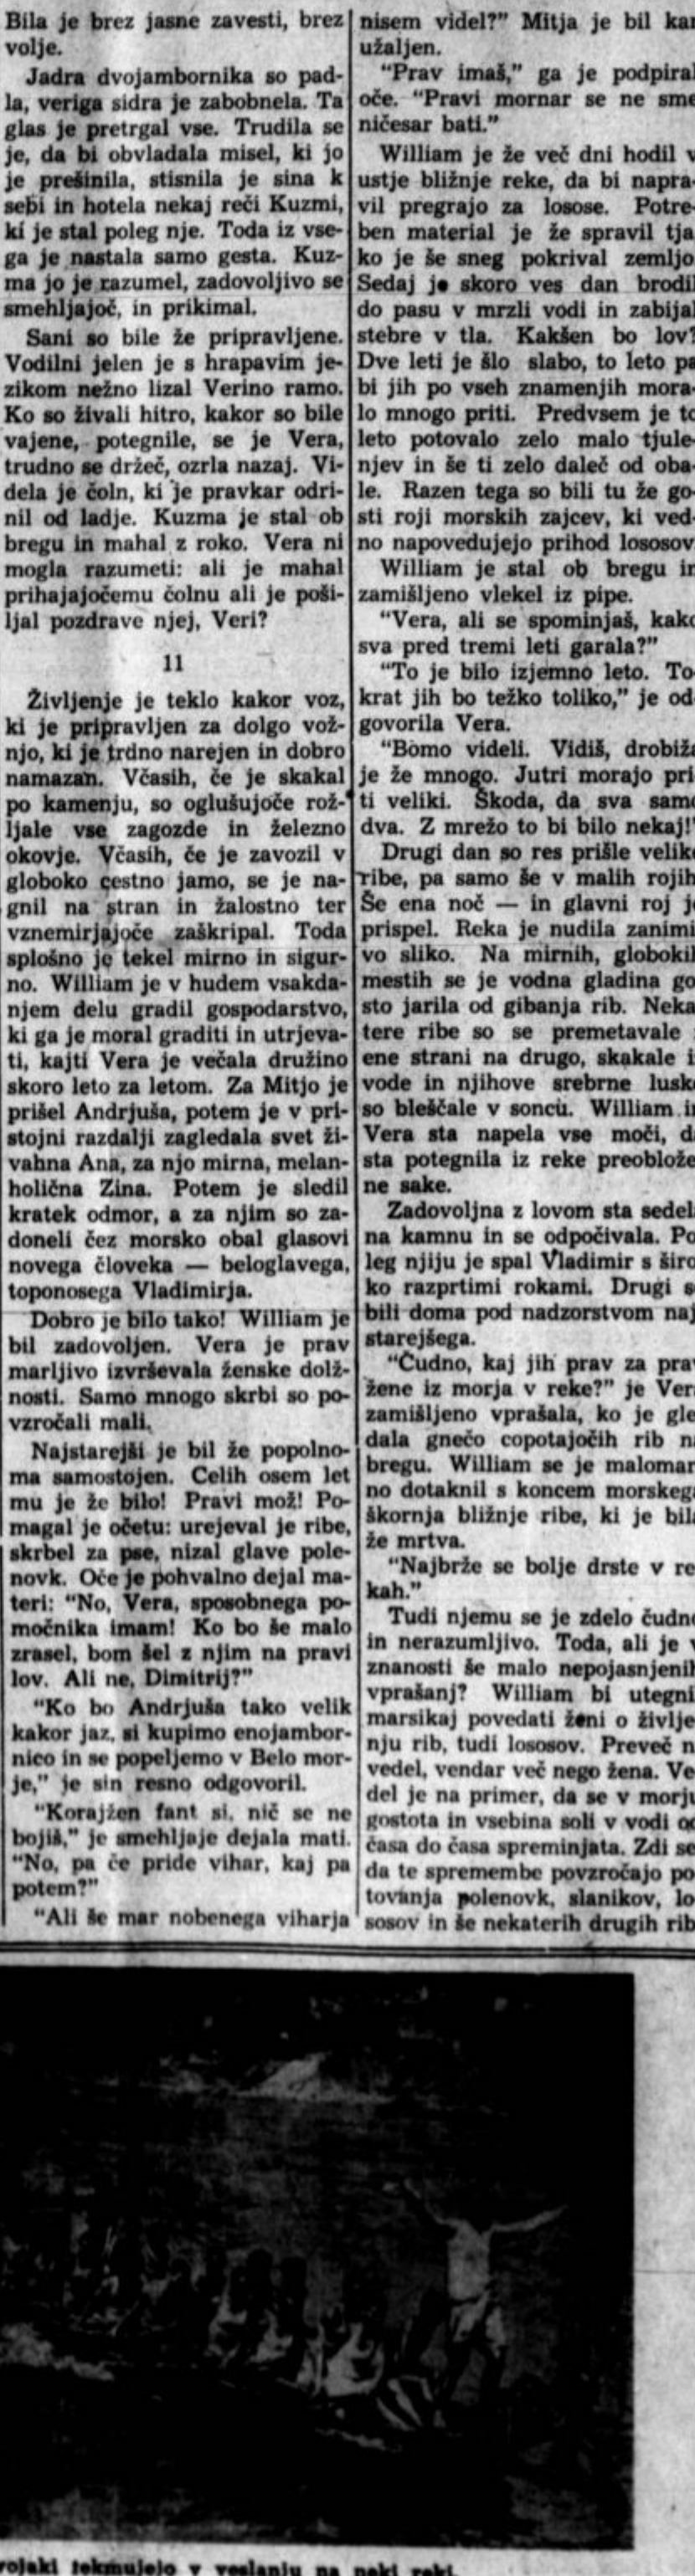 Bila je brez jasne zavesti, brez
volje.
Jadra dvojambornika so pad-
la, veriga sidra je zabobnela. Ta
glas je pretrgal vse. Trudila se
je, da bi obvladala misel, ki jo
je prešinila, stisnila je sina k
sebi in hotela nekaj reči Kuzmi,
ki je stal poleg nje. Toda iz vse-
ga je nastala samo gesta. Kuz-
ma jo je razumel, zadovoljivo se
smehljajoč, in prikimal.
Sani so bile že pripravljene.
Vodilni jelen je s hrapavim je-
zikom nežno lizal Verino ramo.
Ko so živali hitro, kakor so bile
vajene, potegnile, se je Vera,
trudno se držeč, ozrla nazaj. Vi-
dela je čoln, ki je pravkar odri-
nil od ladje. Kuzma je stal ob
bregu in mahal z roko. Vera ni
mogla razumeti: ali je mahal
prihajajočemu čolnu ali je poši-
ljal pozdrave njej, Veri?
11
Življenje je teklo kakor voz,
ki je pripravljen za dolgo vož-
njo, ki je trdno narejen in dobro
namazan. Včasih, če je skakal
po kamenju, so oglušujoče rož-
ljale vse zagozde in železno
okovje. Včasih, če je zavozil v
globoko cestno jamo, se je na-
gnil na stran in žalostno ter
vznemirjajoče zaškripal. Toda
splošno je tekel mirno in sigur-
no. William je v hudem vsakda-
njem delu gradil gospodarstvo,
ki ga je moral graditi in utrjeva-
ti, kajti Vera je večala družino
skoro leto za letom. Za Mitjo je
prišel Andrjuša, potem je v pri-
stojni razdalji zagledala svet ži-
vahna Ana, za njo mirna, melan-
holična Zina. Potem je sledil
kratek odmor, a za njim so za-
doneli čez morsko obal glasovi
novega človeka — beloglavega,
toponosega Vladimirja.
Dobro je bilo tako! William je
bil zadovoljen. Vera je prav
marljivo izvrševala ženske dolž-
nosti. Samo mnogo skrbi so po-
vzročali mali.
Najstarejši je bil že popolno-
ma samostojen. Celih osem let
mu je že bilo! Pravi mož! Po-
magal je očetu: urejeval je ribe,
skrbel za pse, nizal glave pole-
novk. Oče je pohvalno dejal ma-
teri: “No, Vera, sposobnega po-
močnika imam! Ko bo še malo
zrasel, bom šel z njim na pravi
lov. Ali ne, Dimitrij?”
“Ko bo Andrjuša tako velik
kakor jaz, si kupimo enojambor-
nico in se popeljemo v Belo mor-
je,” je sin resno odgovoril.
“Korajžen fant si, nič se ne
bojiš,” je smehljaje dejala mati.
“No, pa če pride vihar, kaj pa
potem?”
“Ali še mar nobenega viharja
nisem videl?” Mitja je bil kar
užaljen.
“Prav imaš,” ga je podpiral
oče. “Pravi mornar se ne sme
ničesar bati.”
William je že več dni hodil v
ustje bližnje reke, da bi napra-
vil pregrajo za losose. Potre-
ben material je že spravil tja,
ko je še sneg pokrival zemljo.
Sedaj je skoro ves dan brodil
do pasu v mrzli vodi in zabijal
stebre v tla. Kakšen bo lov?
Dve leti je šlo slabo, to leto pa
bi jih po vseh znamenjih mora-
lo mnogo priti. Predvsem je to
leto potovalo zelo malo tjule-
njev in še ti zelo daleč od oba-
le. Razen tega so bili tu že go-
sti roji morskih zajcev, ki ved-
no napovedujejo prihod lososov.
William je stal ob bregu in
zamišljeno vlekel iz pipe.
“Vera, ali se spominjaš, kako
sva pred tremi leti garala?”
“To je bilo izjemno leto. To-
krat jih bo težko toliko,” je od-
govorila Vera.
“Bomo videli. Vidiš, drobiža
je že mnogo. Jutri morajo pri-
ti veliki. Škoda, da sva sama
dva. Z mrežo to bi bilo nekaj!”
Drugi dan so res prišle velike
ribe, pa samo še v malih rojih.
Še ena noč — in glavni roj je
prispel. Reka je nudila zanimi-
vo sliko. Na mirnih, globokih
mestih se je vodna gladina go-
sto jarila od gibanja rib. Neka-
tere ribe so se premetavale z
ene strani na drugo, skakale iz
vode in njihove srebrne luske
so bleščale v soncu. William in
Vera sta napela vse moči, da
sta potegnila iz reke preoblože-
ne sake.
Zadovoljna z lovom sta sedela
na kamnu in se odpočivala. Po-
leg njiju je spal Vladimir s širo-
ko razprtimi rokami. Drugi so
bili doma pod nadzorstvom naj-
starejšega.
“Čudno, kaj jih prav za prav
žene iz morja v reke?” je Vera
zamišljeno vprašala, ko je gle-
dala gnečo copotajočih rib na
bregu. William se je malomar-
no dotaknil s koncem morskega
škornja bližnje ribe, ki je bila
že mrtva.
“Najbrže se bolje drste v re-
kah.”
Tudi njemu se je zdelo čudno
in nerazumljivo. Toda, ali je v
znanosti še malo nepojasnjenih
vprašanj? William bi utegnil
marsikaj povedati ženi o življe-
nju rib, tudi lososov. Preveč ni
vedel, vendar več nego žena. Ve-
del je na primer, da se v morju
gostota in vsebina soli v vodi od
časa do časa spreminjata. Zdi se,
da te spremembe povzročajo po-
tovanja polenovk, slanikov, lo-
sosov in še nekaterih drugih rib.
vojaki tekmujejo v veslanju na neki reki.